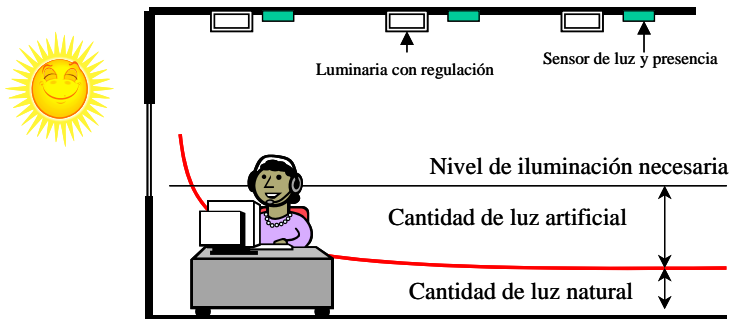 Luminaria con regulación
Sensor de luz y presencia
Nivel de iluminación necesaria
Cantidad de luz artificial
Cantidad de luz natural